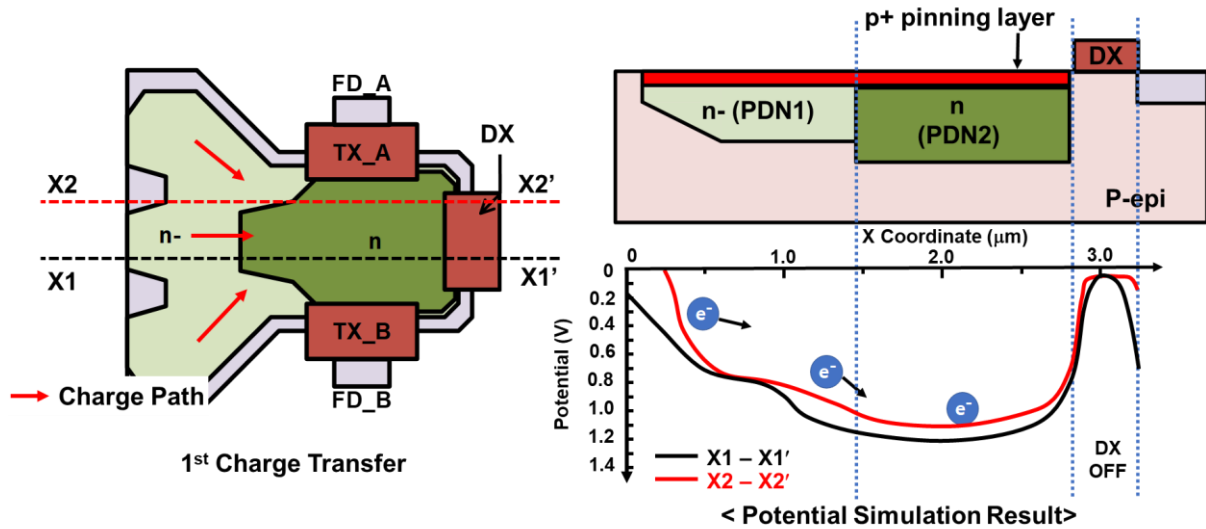 FD_A
TX_A
DX
X2
X2’
n-
n
X1
X1’
TX_B
FD_B
Charge Path
1st Charge Transfer
p+ pinning layer
DX
n- (PDN1)
n
(PDN2)
P-epi
X Coordinate (μm)
0
1.0
2.0
3.0
0
0.2
0.4
0.6
0.8
1.0
1.2
1.4
Potential (V)
e-
e-
e-
X1 – X1′
X2 – X2′
DX
OFF
< Potential Simulation Result>